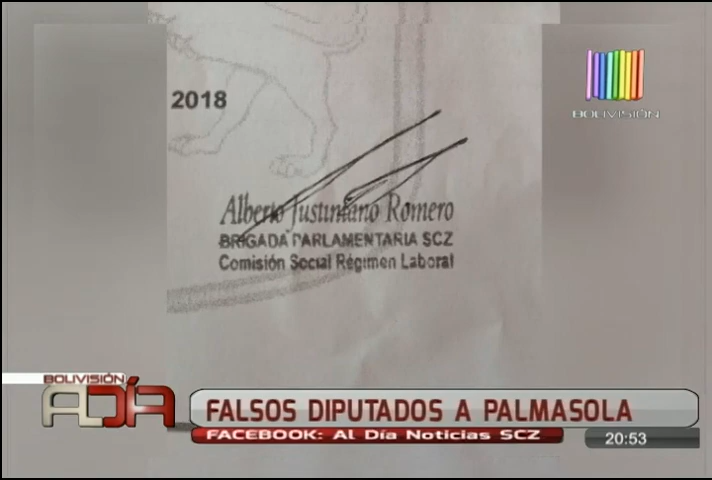 2018
BOLIVISIÓN
Alberto Justiniano Romero
BRIGADA PARLAMENTARIA SCZ
Comisión Social Régimen Laboral
BOLIVISIÓN
AL DÍA
FALSOS DIPUTADOS A PALMASOLA
FACEBOOK: Al Día Noticias SCZ
20:53